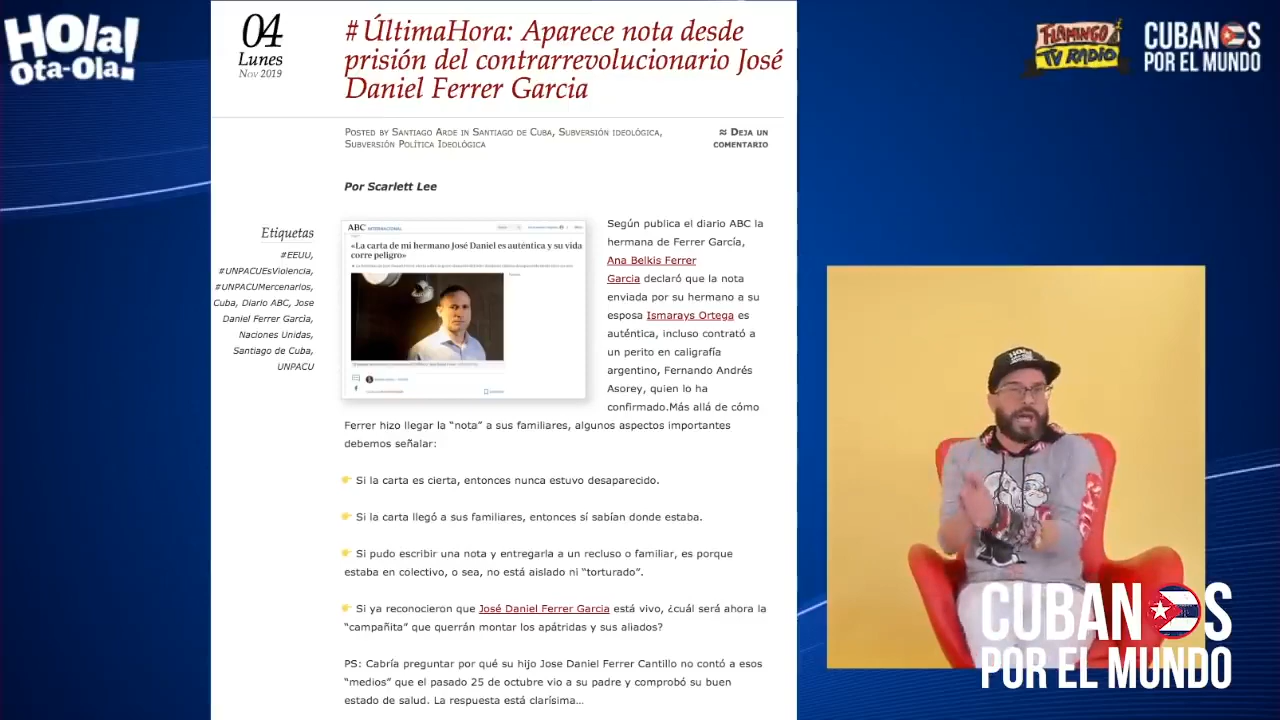 Hola!
Ota-Ola!
04
Lunes
Nov 2019
#ÚltimaHora: Aparece nota desde
prisión del contrarrevolucionario José
Daniel Ferrer Garcia
Posted by Santiago Arde in Santiago de Cuba, Subversión ideológica,
Subversión Política Ideológica
≈ Deja un
comentario
Por Scarlett Lee
Etiquetas
#EEUU,
#UNPACUEsViolencia,
#UNPACUMercenarios,
Cuba, Diario ABC, Jose
Daniel Ferrer Garcìa,
Naciones Unidas,
Santiago de Cuba,
UNPACU
ABC INTERNACIONAL
«La carta de mi hermano José Daniel es auténtica y su vida
corre peligro»
Según publica el diario ABC la
hermana de Ferrer García,
Ana Belkis Ferrer
Garcia declaró que la nota
enviada por su hermano a su
esposa Ismarays Ortega es
auténtica, incluso contrató a
un perito en caligrafía
argentino, Fernando Andrés
Asorey, quien lo ha
confirmado.Más allá de cómo
Ferrer hizo llegar la “nota” a sus familiares, algunos aspectos importantes
debemos señalar:
👉 Si la carta es cierta, entonces nunca estuvo desaparecido.
👉 Si la carta llegó a sus familiares, entonces sí sabían donde estaba.
👉 Si pudo escribir una nota y entregarla a un recluso o familiar, es porque
estaba en colectivo, o sea, no está aislado ni “torturado”.
👉 Si ya reconocieron que José Daniel Ferrer Garcia está vivo, ¿cuál será ahora la
“campañita” que querrán montar los apátridas y sus aliados?
PS: Cabría preguntar por qué su hijo Jose Daniel Ferrer Cantillo no contó a esos
“medios” que el pasado 25 de octubre vio a su padre y comprobó su buen
estado de salud. La respuesta está clarísima...
FLAMINGO
TV RADIO
CUBANOS
POR EL MUNDO
CUBANOS
POR EL MUNDO